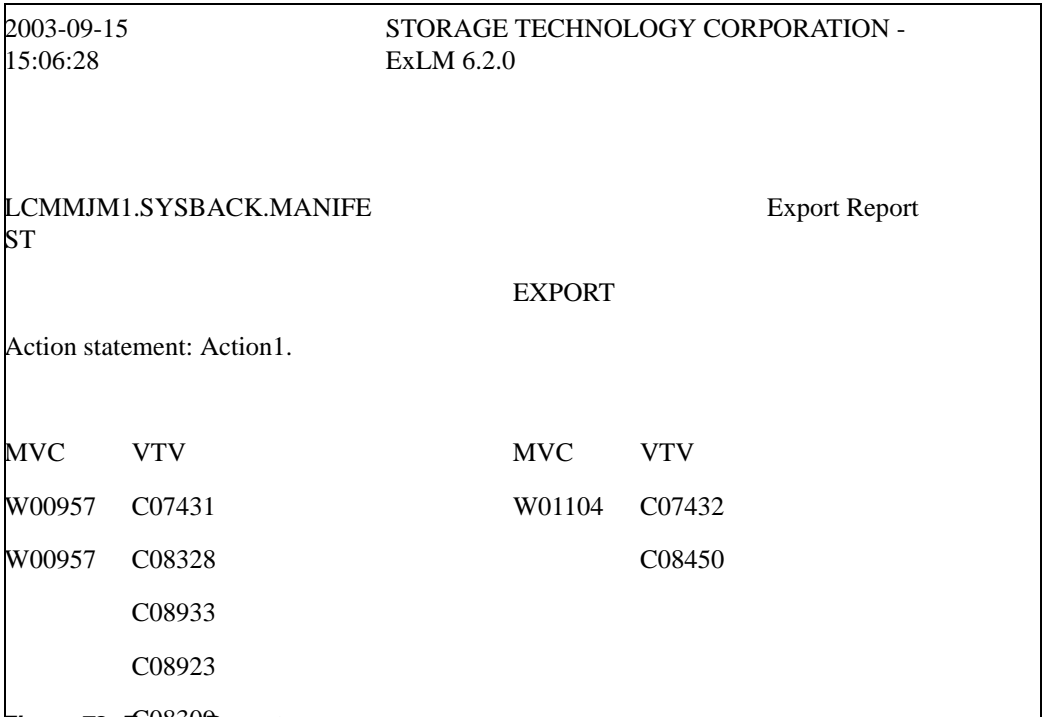 2003-09-15 STORAGE TECHNOLOGY CORPORATION -
15:06:28 ExLM 6.2.0
LCMMJM1.SYSBACK.MANIFE Export Report
ST
EXPORT
Action statement: Action1.
MVC VTV MVC VTV
W00957 C07431 W01104 C07432
W00957 C08328 C08450
C08933
C08923